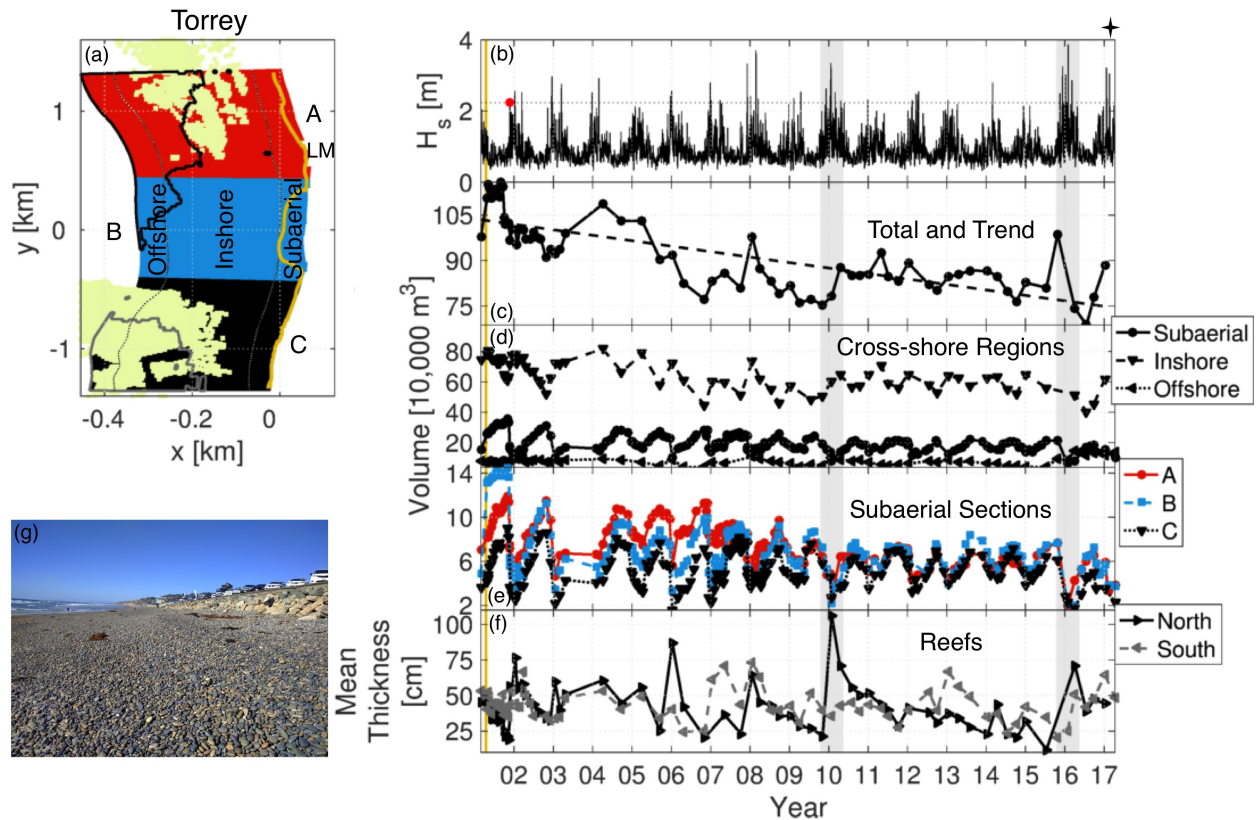 Torrey
(a)
A
LM
B
Offshore
Inshore
Subaerial
C
1
0
-1
y [km]
-0.4
-0.2
0
x [km]
(g)
(b)
4
2
0
H_s [m]
(c)
Total and Trend
105
90
75
Volume [10,000 m³]
(d)
Cross-shore Regions
80
60
40
20
Subaerial
Inshore
Offshore
(e)
Subaerial Sections
14
10
6
2
A
B
C
(f)
Reefs
100
75
50
25
Mean
Thickness
[cm]
North
South
02 03 04 05 06 07 08 09 10 11 12 13 14 15 16 17
Year